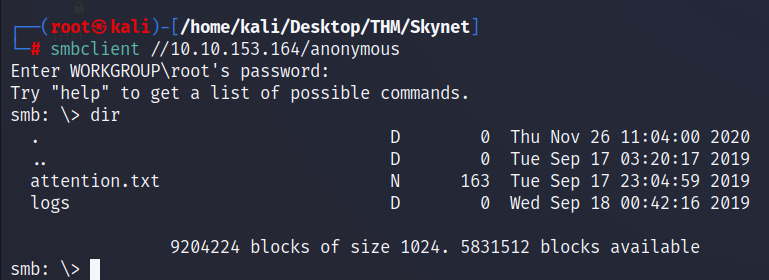 ┌──(root㉿kali)-[/home/kali/Desktop/THM/Skynet]
└─# smbclient //10.10.153.164/anonymous
Enter WORKGROUP\root's password:
Try "help" to get a list of possible commands.
smb: \> dir
  .                                   D        0  Thu Nov 26 11:04:00 2020
  ..                                  D        0  Tue Sep 17 03:20:17 2019
  attention.txt                       N      163  Tue Sep 17 23:04:59 2019
  logs                                D        0  Wed Sep 18 00:42:16 2019
                9204224 blocks of size 1024. 5831512 blocks available
smb: \>